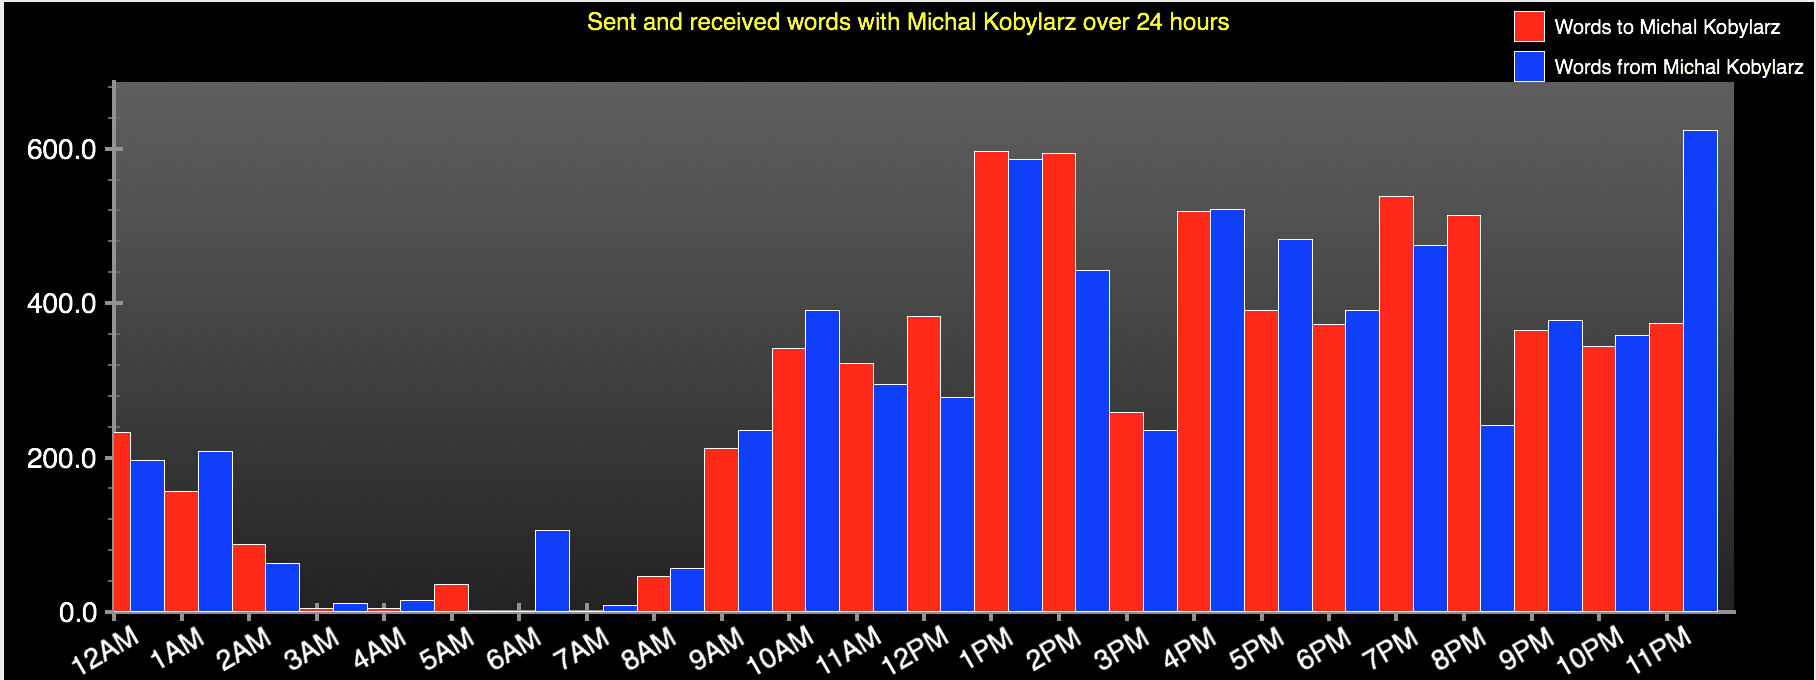 Sent and received words with Michal Kobylarz over 24 hours
Words to Michal Kobylarz
Words from Michal Kobylarz
600.0
400.0
200.0
0.0
12AM 1AM 2AM 3AM 4AM 5AM 6AM 7AM 8AM 9AM 10AM 11AM 12PM 1PM 2PM 3PM 4PM 5PM 6PM 7PM 8PM 9PM 10PM 11PM